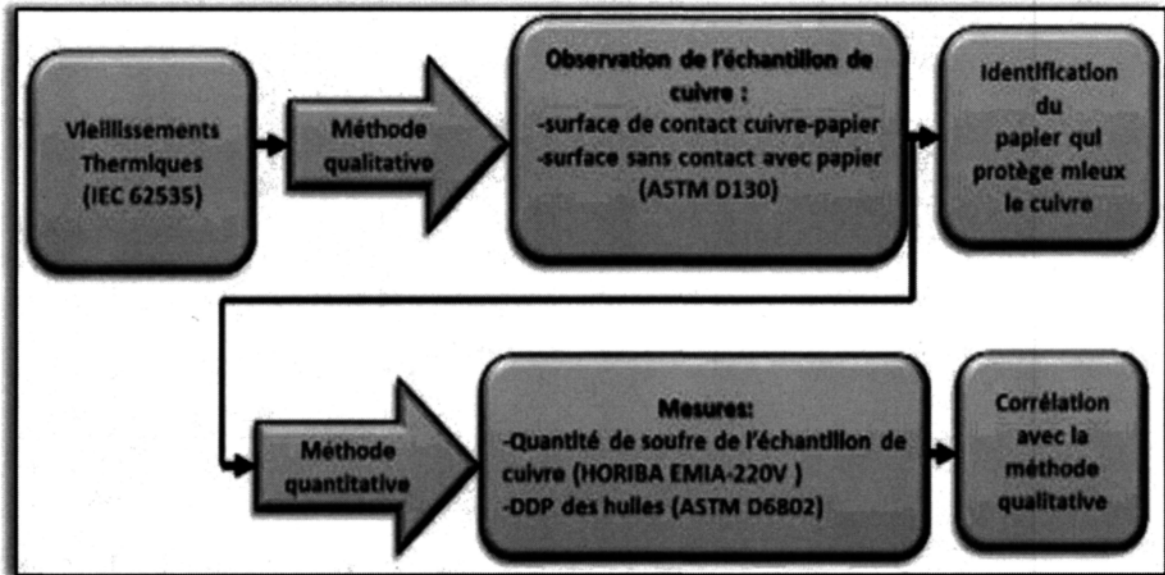 Vieillissements
Thermiques
(IEC 62535)
Méthode
qualitative
Observation de l'échantillon de
cuivre :
-surface de contact cuivre-papier
-surface sans contact avec papier
(ASTM D130)
Identification
du
papier qui
protège mieux
le cuivre
Méthode
quantitative
Mesures:
-Quantité de soufre de l'échantillon de
cuivre (HORIBA EMIA-220V )
-DDP des huiles (ASTM D6802)
Corrélation
avec la
méthode
qualitative